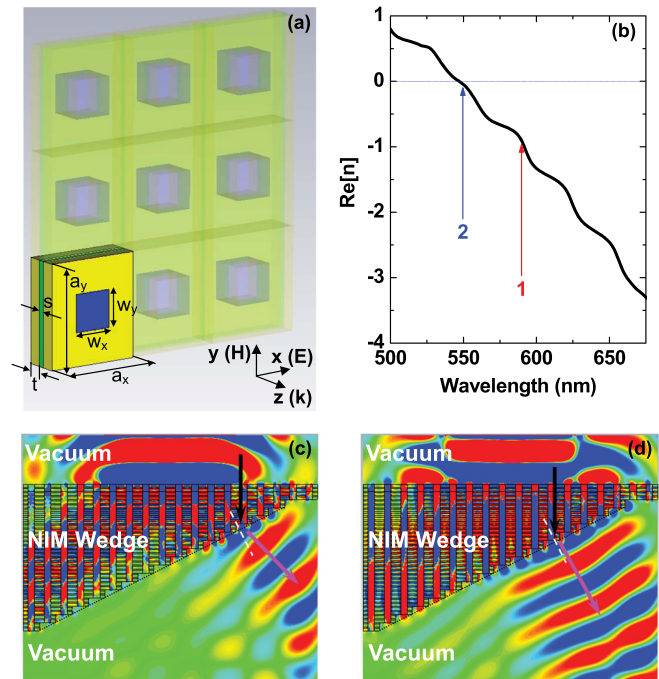 (a)
a_y
s
w_y
w_x
t
a_x
y (H)
x (E)
z (k)
(b)
Re[n]
1
0
-1
-2
-3
-4
2
1
500
550
600
650
Wavelength (nm)
Vacuum
(c)
NIM Wedge
Vacuum
Vacuum
(d)
NIM Wedge
Vacuum